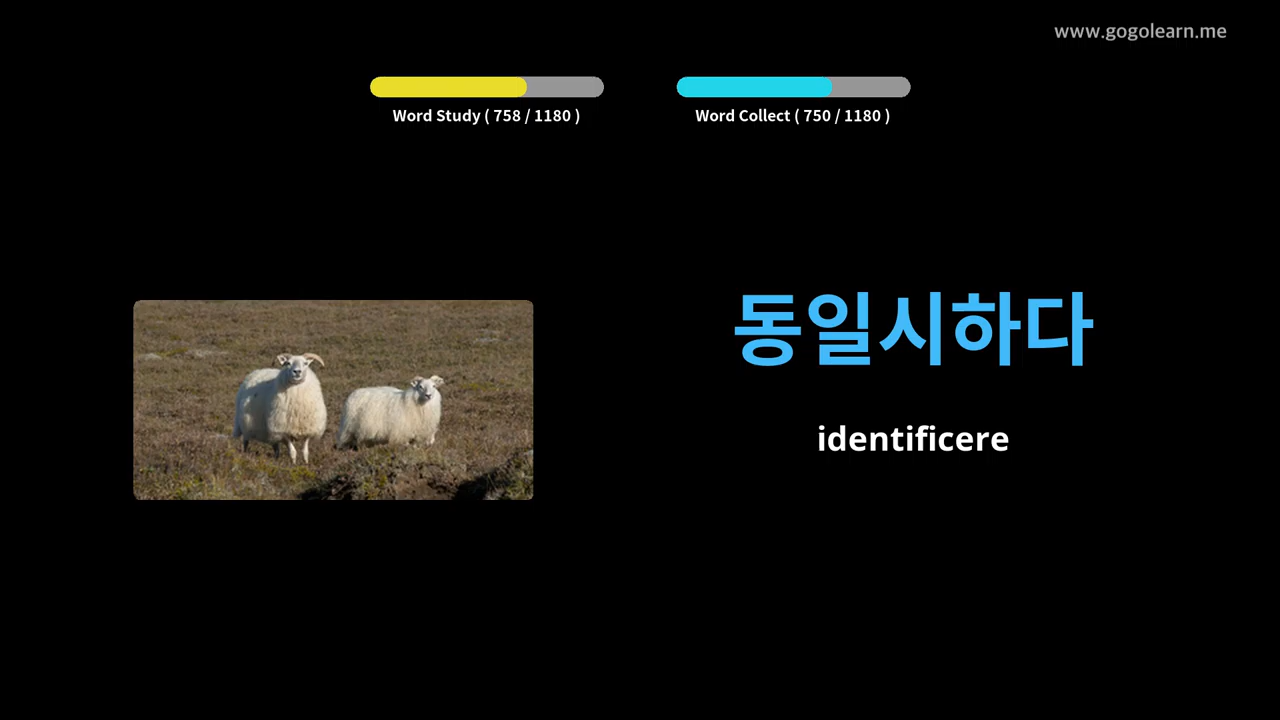 www.gogolearn.me
Word Study ( 758 / 1180 )
Word Collect ( 750 / 1180 )
동일시하다
identificere